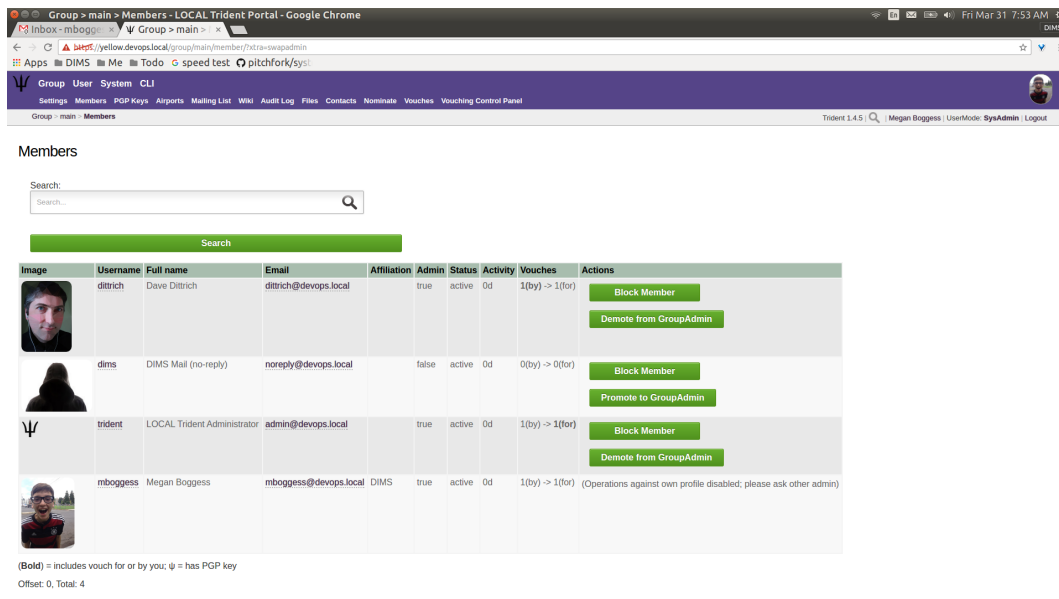 Group > main > Members - LOCAL Trident Portal - Google Chrome
En Fri Mar 31 7:53 AM
DIMS
Inbox - mbogge × Ψ Group > main > ×
https://yellow.devops.local/group/main/member/?xtra=swapadmin
Apps DIMS Me Todo speed test pitchfork/syst
Group User System CLI
Settings Members PGP Keys Airports Mailing List Wiki Audit Log Files Contacts Nominate Vouches Vouching Control Panel
Group > main > Members
Trident 1.4.5 | | Megan Boggess | UserMode: SysAdmin | Logout
Members
Search:
Search...
Search
Image Username Full name Email Affiliation Admin Status Activity Vouches Actions
dittrich Dave Dittrich dittrich@devops.local true active 0d 1(by) -> 1(for) Block Member
Demote from GroupAdmin
dims DIMS Mail (no-reply) noreply@devops.local false active 0d 0(by) -> 0(for) Block Member
Promote to GroupAdmin
Ψ trident LOCAL Trident Administrator admin@devops.local true active 0d 1(by) -> 1(for) Block Member
Demote from GroupAdmin
mboggess Megan Boggess mboggess@devops.local DIMS true active 0d 1(by) -> 1(for) (Operations against own profile disabled; please ask other admin)
(Bold) = includes vouch for or by you; ψ = has PGP key
Offset: 0, Total: 4